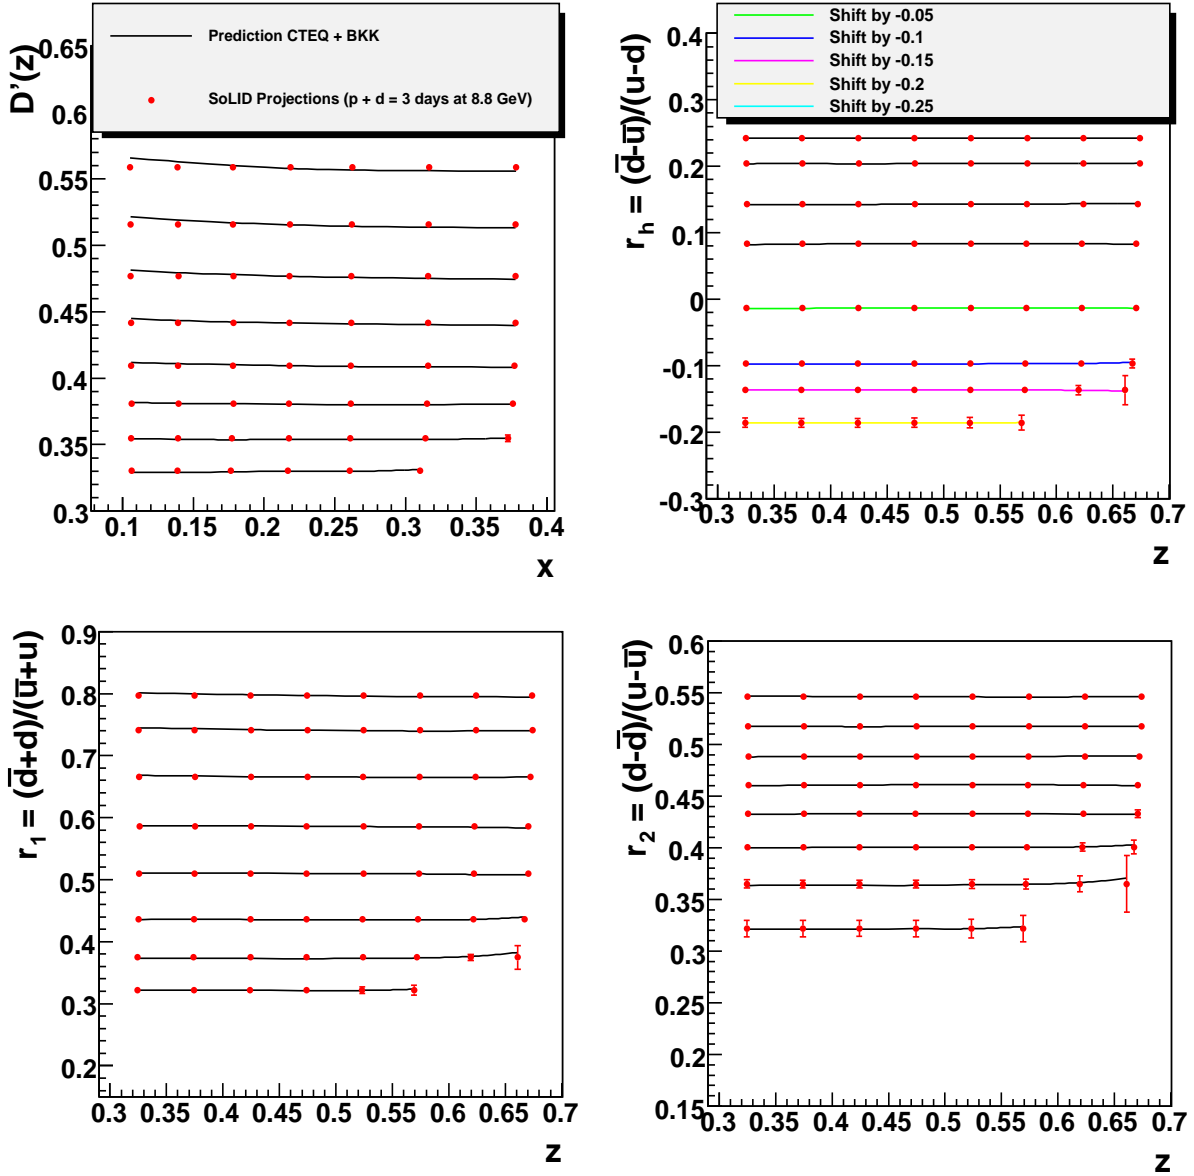 Prediction CTEQ + BKK
SoLID Projections (p + d = 3 days at 8.8 GeV)
D'(z)
0.65
0.6
0.55
0.5
0.45
0.4
0.35
0.3
0.1 0.15 0.2 0.25 0.3 0.35 0.4
x
Shift by -0.05
Shift by -0.1
Shift by -0.15
Shift by -0.2
Shift by -0.25
r_h = (d̅-u̅)/(u-d)
0.4
0.3
0.2
0.1
0
-0.1
-0.2
-0.3
0.3 0.35 0.4 0.45 0.5 0.55 0.6 0.65 0.7
z
r_1 = (d̅+d)/(u̅+u)
0.9
0.8
0.7
0.6
0.5
0.4
0.3
0.2
0.3 0.35 0.4 0.45 0.5 0.55 0.6 0.65 0.7
z
r_2 = (d-d̅)/(u-u̅)
0.6
0.55
0.5
0.45
0.4
0.35
0.3
0.25
0.2
0.15
0.3 0.35 0.4 0.45 0.5 0.55 0.6 0.65 0.7
z